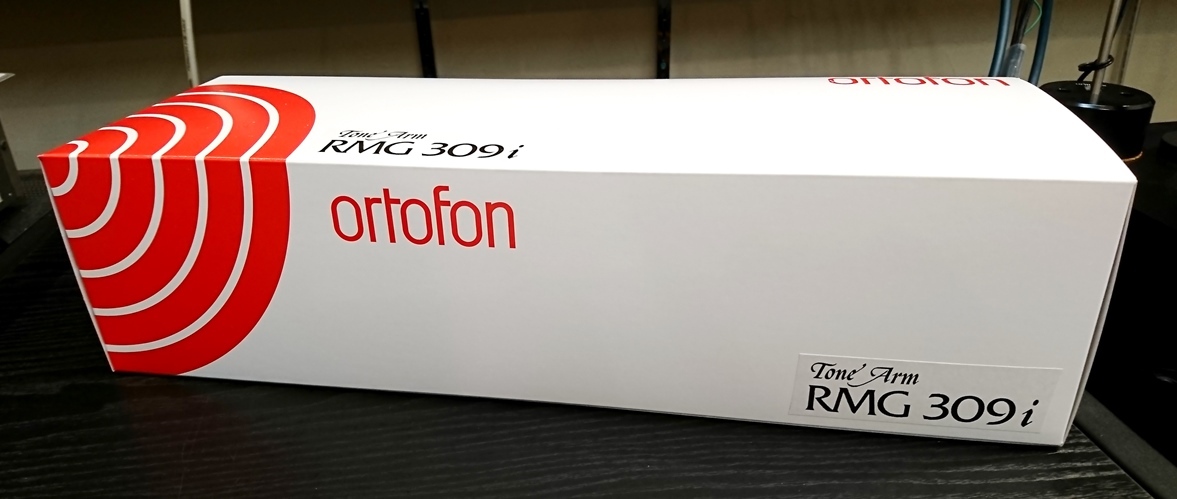 ortofon
Tone' Arm
RMG 309i
ortofon
Tone' Arm
RMG 309i